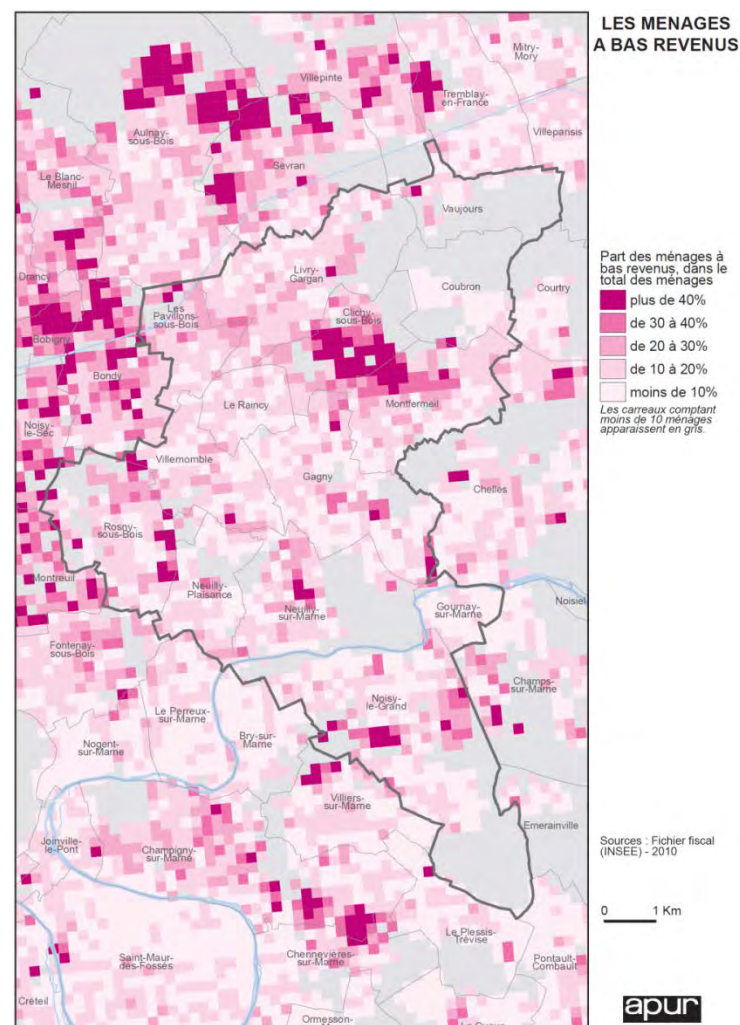 LES MENAGES
A BAS REVENUS
Mitry-
Mory
Villepinte
Tremblay-
en-France
Aulnay-
sous-Bois
Villeparisis
Sevran
Le Blanc-
Mesnil
Vaujours
Livry-
Gargan
Drancy
Coubron
Courtry
Les
Pavillons-
sous-Bois
Clichy-
sous-Bois
Bobigny
Bondy
Le Raincy
Montfermeil
Noisy-
le-Sec
Villemomble
Gagny
Chelles
Rosny-
sous-Bois
Montreuil
Neuilly-
Plaisance
Neuilly-
sur-Marne
Gournay-
sur-Marne
Noisiel
Fontenay-
sous-Bois
Champs-
sur-Marne
Noisy-
le-Grand
Le Perreux-
sur-Marne
Bry-sur-
Marne
Nogent-
sur-Marne
Villiers-
sur-Marne
Emerainville
Joinville-
le-Pont
Champigny-
sur-Marne
Le Plessis-
Trévise
Saint-Maur-
des-Fossés
Chennevières-
sur-Marne
Pontault-
Combault
Créteil
Ormesson-
Part des ménages à
bas revenus, dans le
total des ménages
plus de 40%
de 30 à 40%
de 20 à 30%
de 10 à 20%
moins de 10%
Les carreaux comptant
moins de 10 ménages
apparaissent en gris.
Sources : Fichier fiscal
(INSEE) - 2010
0 1 Km
apur